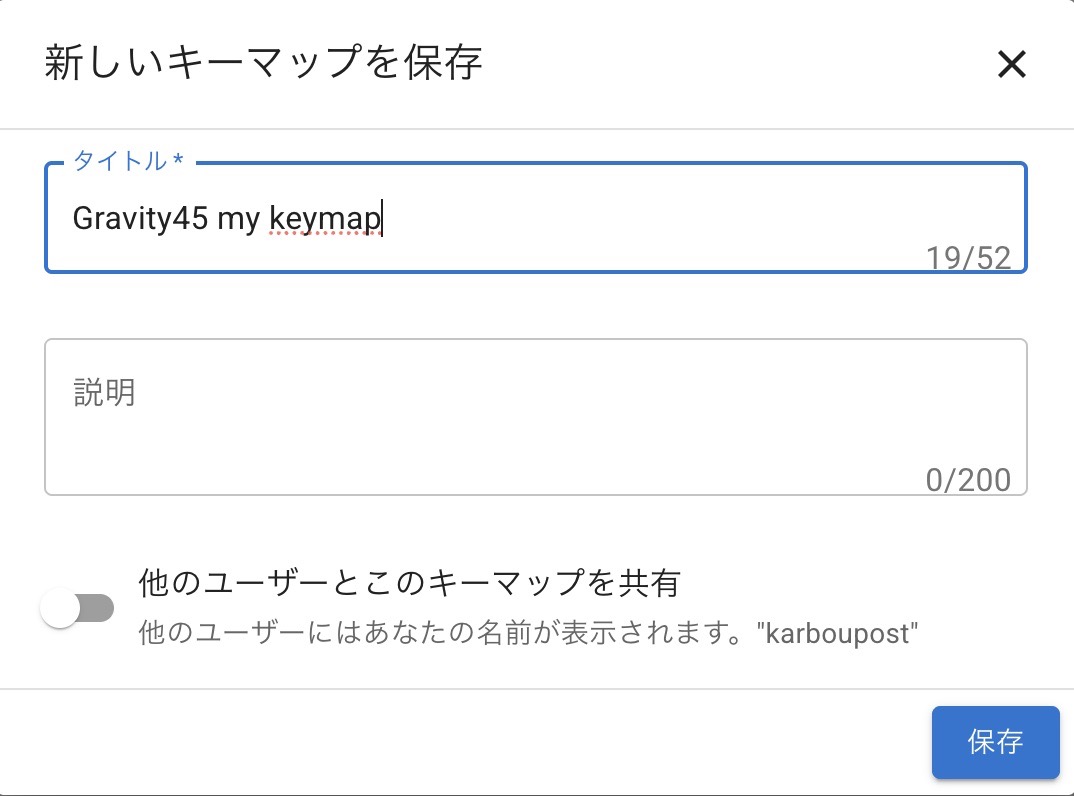 新しいキーマップを保存
タイトル *
Gravity45 my keymap
19/52
説明
0/200
他のユーザーとこのキーマップを共有
他のユーザーにはあなたの名前が表示されます。"karboupost"
保存